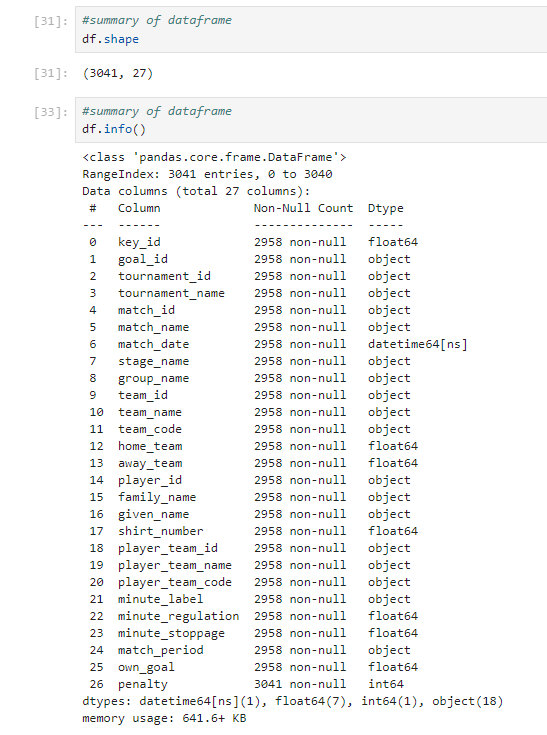 [31]: #summary of dataframe
df.shape
[31]: (3041, 27)
[33]: #summary of dataframe
df.info()
<class 'pandas.core.frame.DataFrame'>
RangeIndex: 3041 entries, 0 to 3040
Data columns (total 27 columns):
 #   Column             Non-Null Count  Dtype
---  ------             --------------  -----
 0   key_id             2958 non-null   float64
 1   goal_id            2958 non-null   object
 2   tournament_id      2958 non-null   object
 3   tournament_name    2958 non-null   object
 4   match_id           2958 non-null   object
 5   match_name         2958 non-null   object
 6   match_date         2958 non-null   datetime64[ns]
 7   stage_name         2958 non-null   object
 8   group_name         2958 non-null   object
 9   team_id            2958 non-null   object
 10  team_name          2958 non-null   object
 11  team_code          2958 non-null   object
 12  home_team          2958 non-null   float64
 13  away_team          2958 non-null   float64
 14  player_id          2958 non-null   object
 15  family_name        2958 non-null   object
 16  given_name         2958 non-null   object
 17  shirt_number       2958 non-null   float64
 18  player_team_id     2958 non-null   object
 19  player_team_name   2958 non-null   object
 20  player_team_code   2958 non-null   object
 21  minute_label       2958 non-null   object
 22  minute_regulation  2958 non-null   float64
 23  minute_stoppage    2958 non-null   float64
 24  match_period       2958 non-null   object
 25  own_goal           2958 non-null   float64
 26  penalty            3041 non-null   int64
dtypes: datetime64[ns](1), float64(7), int64(1), object(18)
memory usage: 641.6+ KB